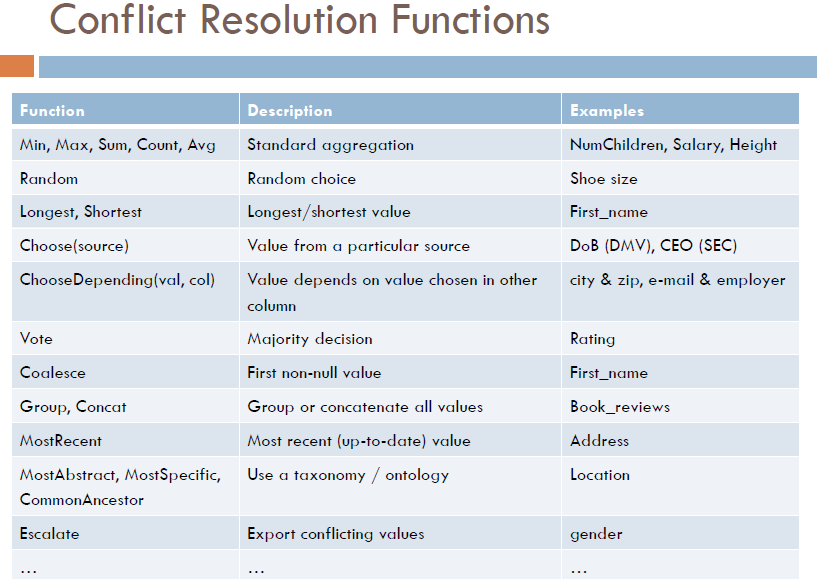 Conflict Resolution Functions
Function Description Examples
Min, Max, Sum, Count, Avg Standard aggregation NumChildren, Salary, Height
Random Random choice Shoe size
Longest, Shortest Longest/shortest value First_name
Choose(source) Value from a particular source DoB (DMV), CEO (SEC)
ChooseDepending(val, col) Value depends on value chosen in other city & zip, e-mail & employer
column
Vote Majority decision Rating
Coalesce First non-null value First_name
Group, Concat Group or concatenate all values Book_reviews
MostRecent Most recent (up-to-date) value Address
MostAbstract, MostSpecific, Use a taxonomy / ontology Location
CommonAncestor
Escalate Export conflicting values gender
... ... ...